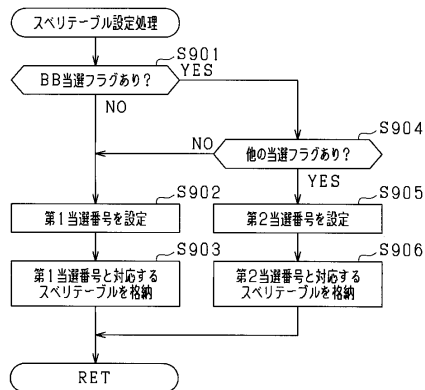 スベリテーブル設定処理
S901
BB当選フラグあり?
YES
NO
S904
NO
他の当選フラグあり?
YES
S902
第1当選番号を設定
S905
第2当選番号を設定
S903
第1当選番号と対応する
スベリテーブルを格納
S906
第2当選番号と対応する
スベリテーブルを格納
RET